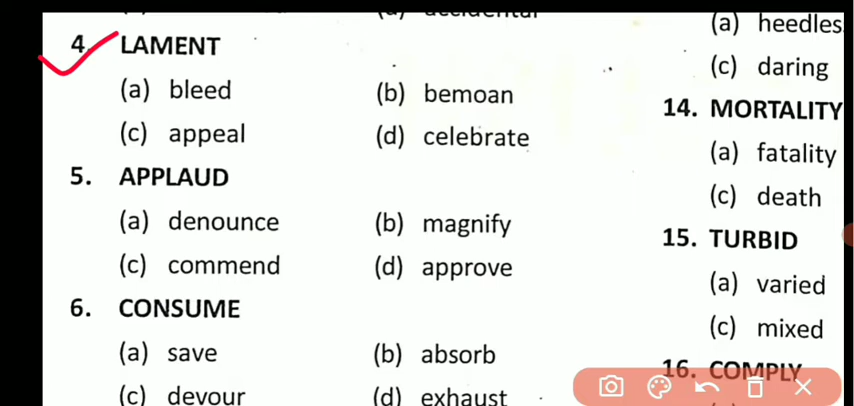 4. LAMENT
(a) bleed (b) bemoan
(c) appeal (d) celebrate
5. APPLAUD
(a) denounce (b) magnify
(c) commend (d) approve
6. CONSUME
(a) save (b) absorb
(c) devour (d) exhaust
(a) heedles
(c) daring
14. MORTALITY
(a) fatality
(c) death
15. TURBID
(a) varied
(c) mixed
16. COMPLY